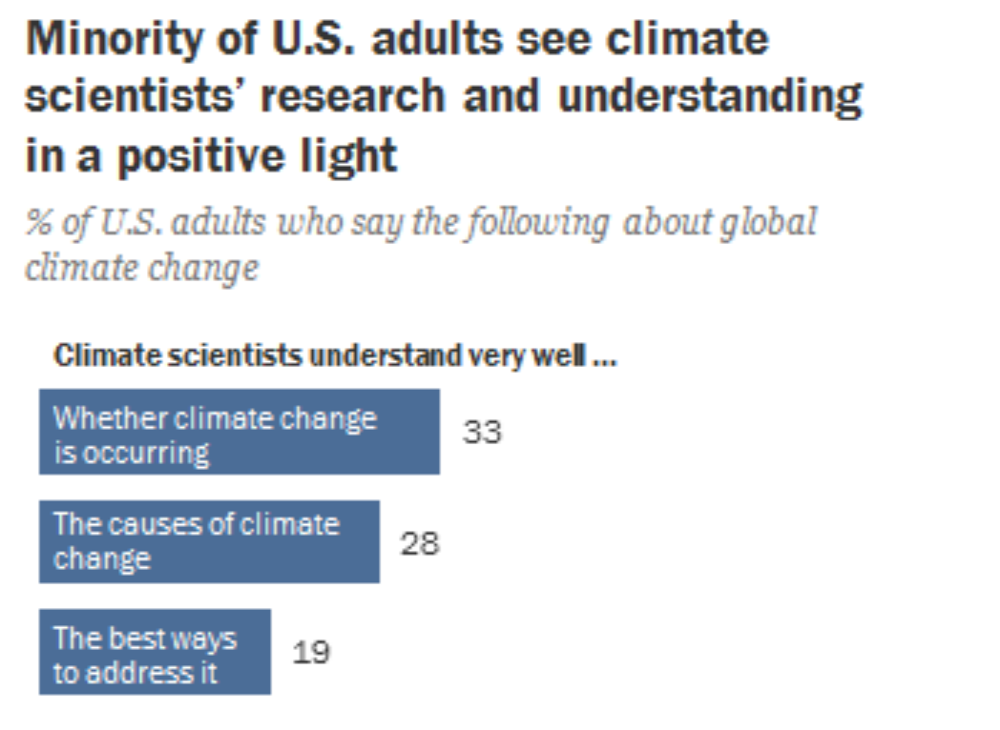 Minority of U.S. adults see climate
scientists’ research and understanding
in a positive light
% of U.S. adults who say the following about global
climate change
Climate scientists understand very well ...
Whether climate change
is occurring
33
The causes of climate
change
28
The best ways
to address it
19